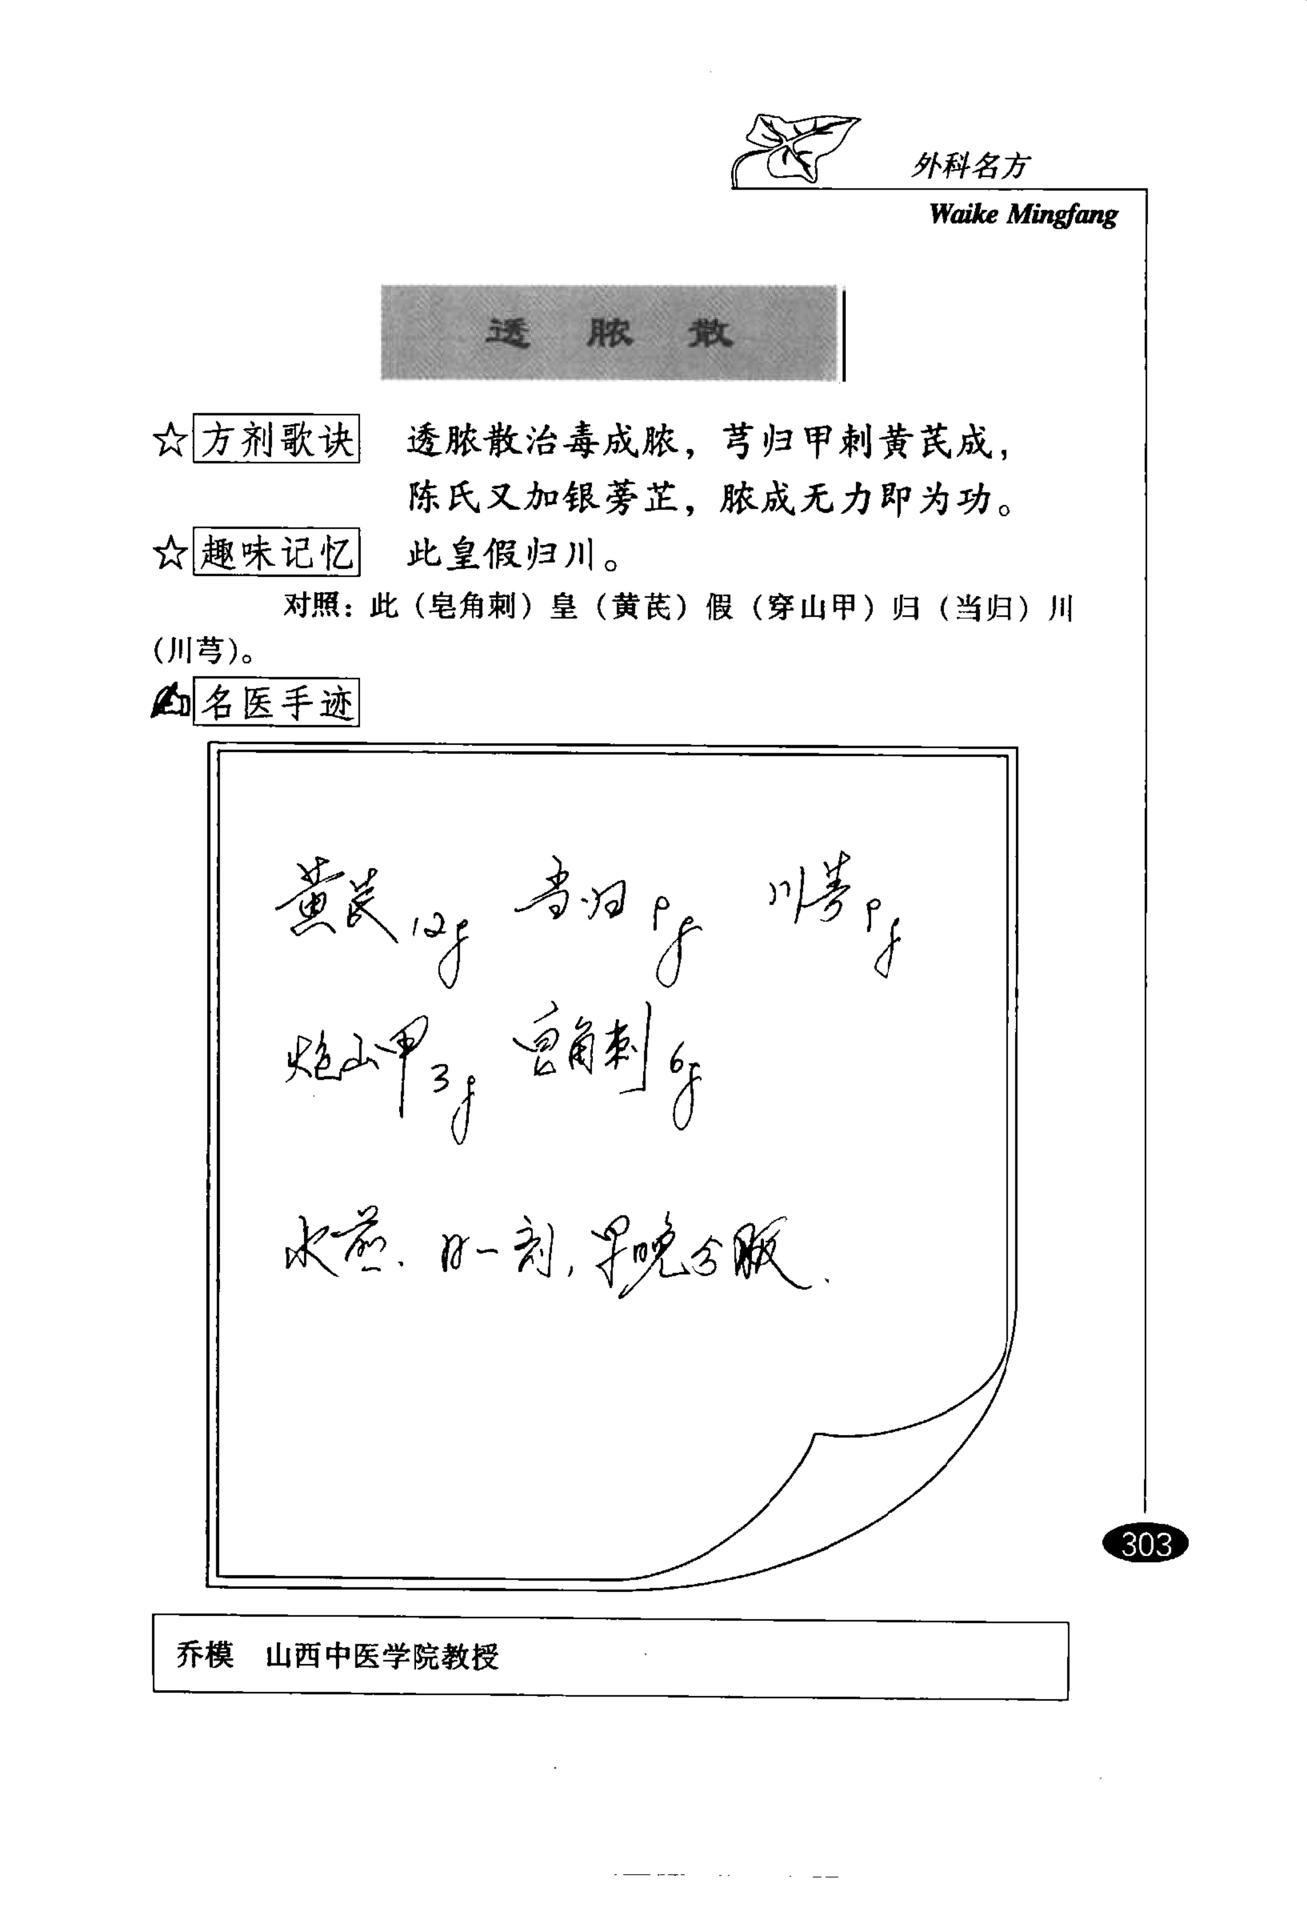 外科名方
Waike Mingfang
透 脓 散
☆ 方剂歌诀 透脓散治毒成脓，芎归甲刺黄芪成，
陈氏又加银蒡芷，脓成无力即为功。
☆ 趣味记忆 此皇假归川。
对照：此（皂角刺）皇（黄芪）假（穿山甲）归（当归）川
（川芎）。
名医手迹
黄芪 12g 当归 9g 川芎 9g
炮山甲 3g 皂角刺 6g
水煎. 日一剂, 早晚分服.
303
乔模 山西中医学院教授